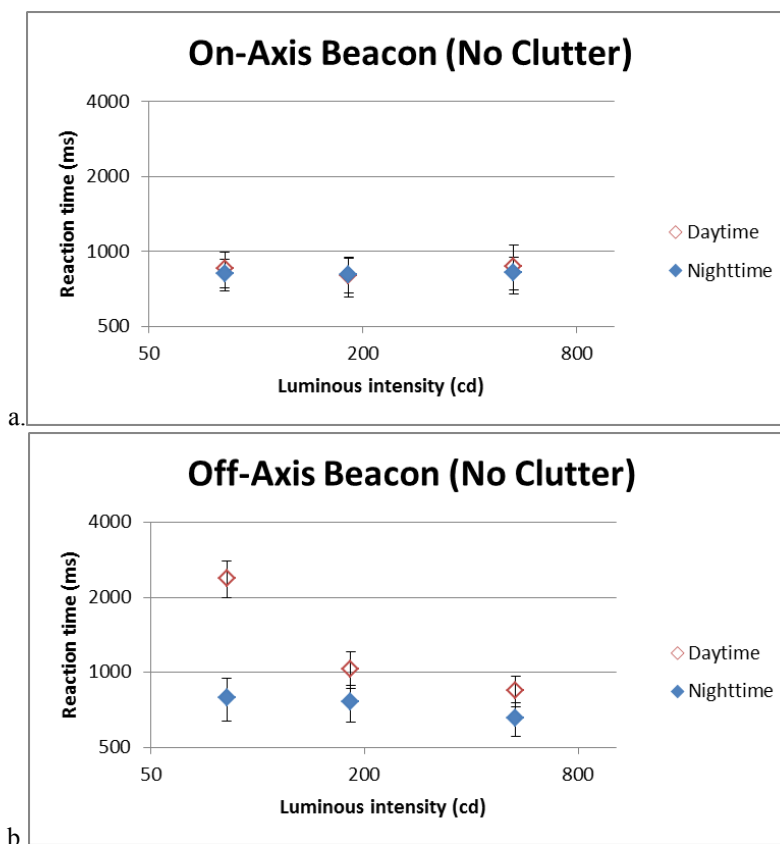 On-Axis Beacon (No Clutter)
4000
2000
1000
500
Reaction time (ms)
50 200 800
Luminous intensity (cd)
Daytime
Nighttime
a.
Off-Axis Beacon (No Clutter)
4000
2000
1000
500
Reaction time (ms)
50 200 800
Luminous intensity (cd)
Daytime
Nighttime
b